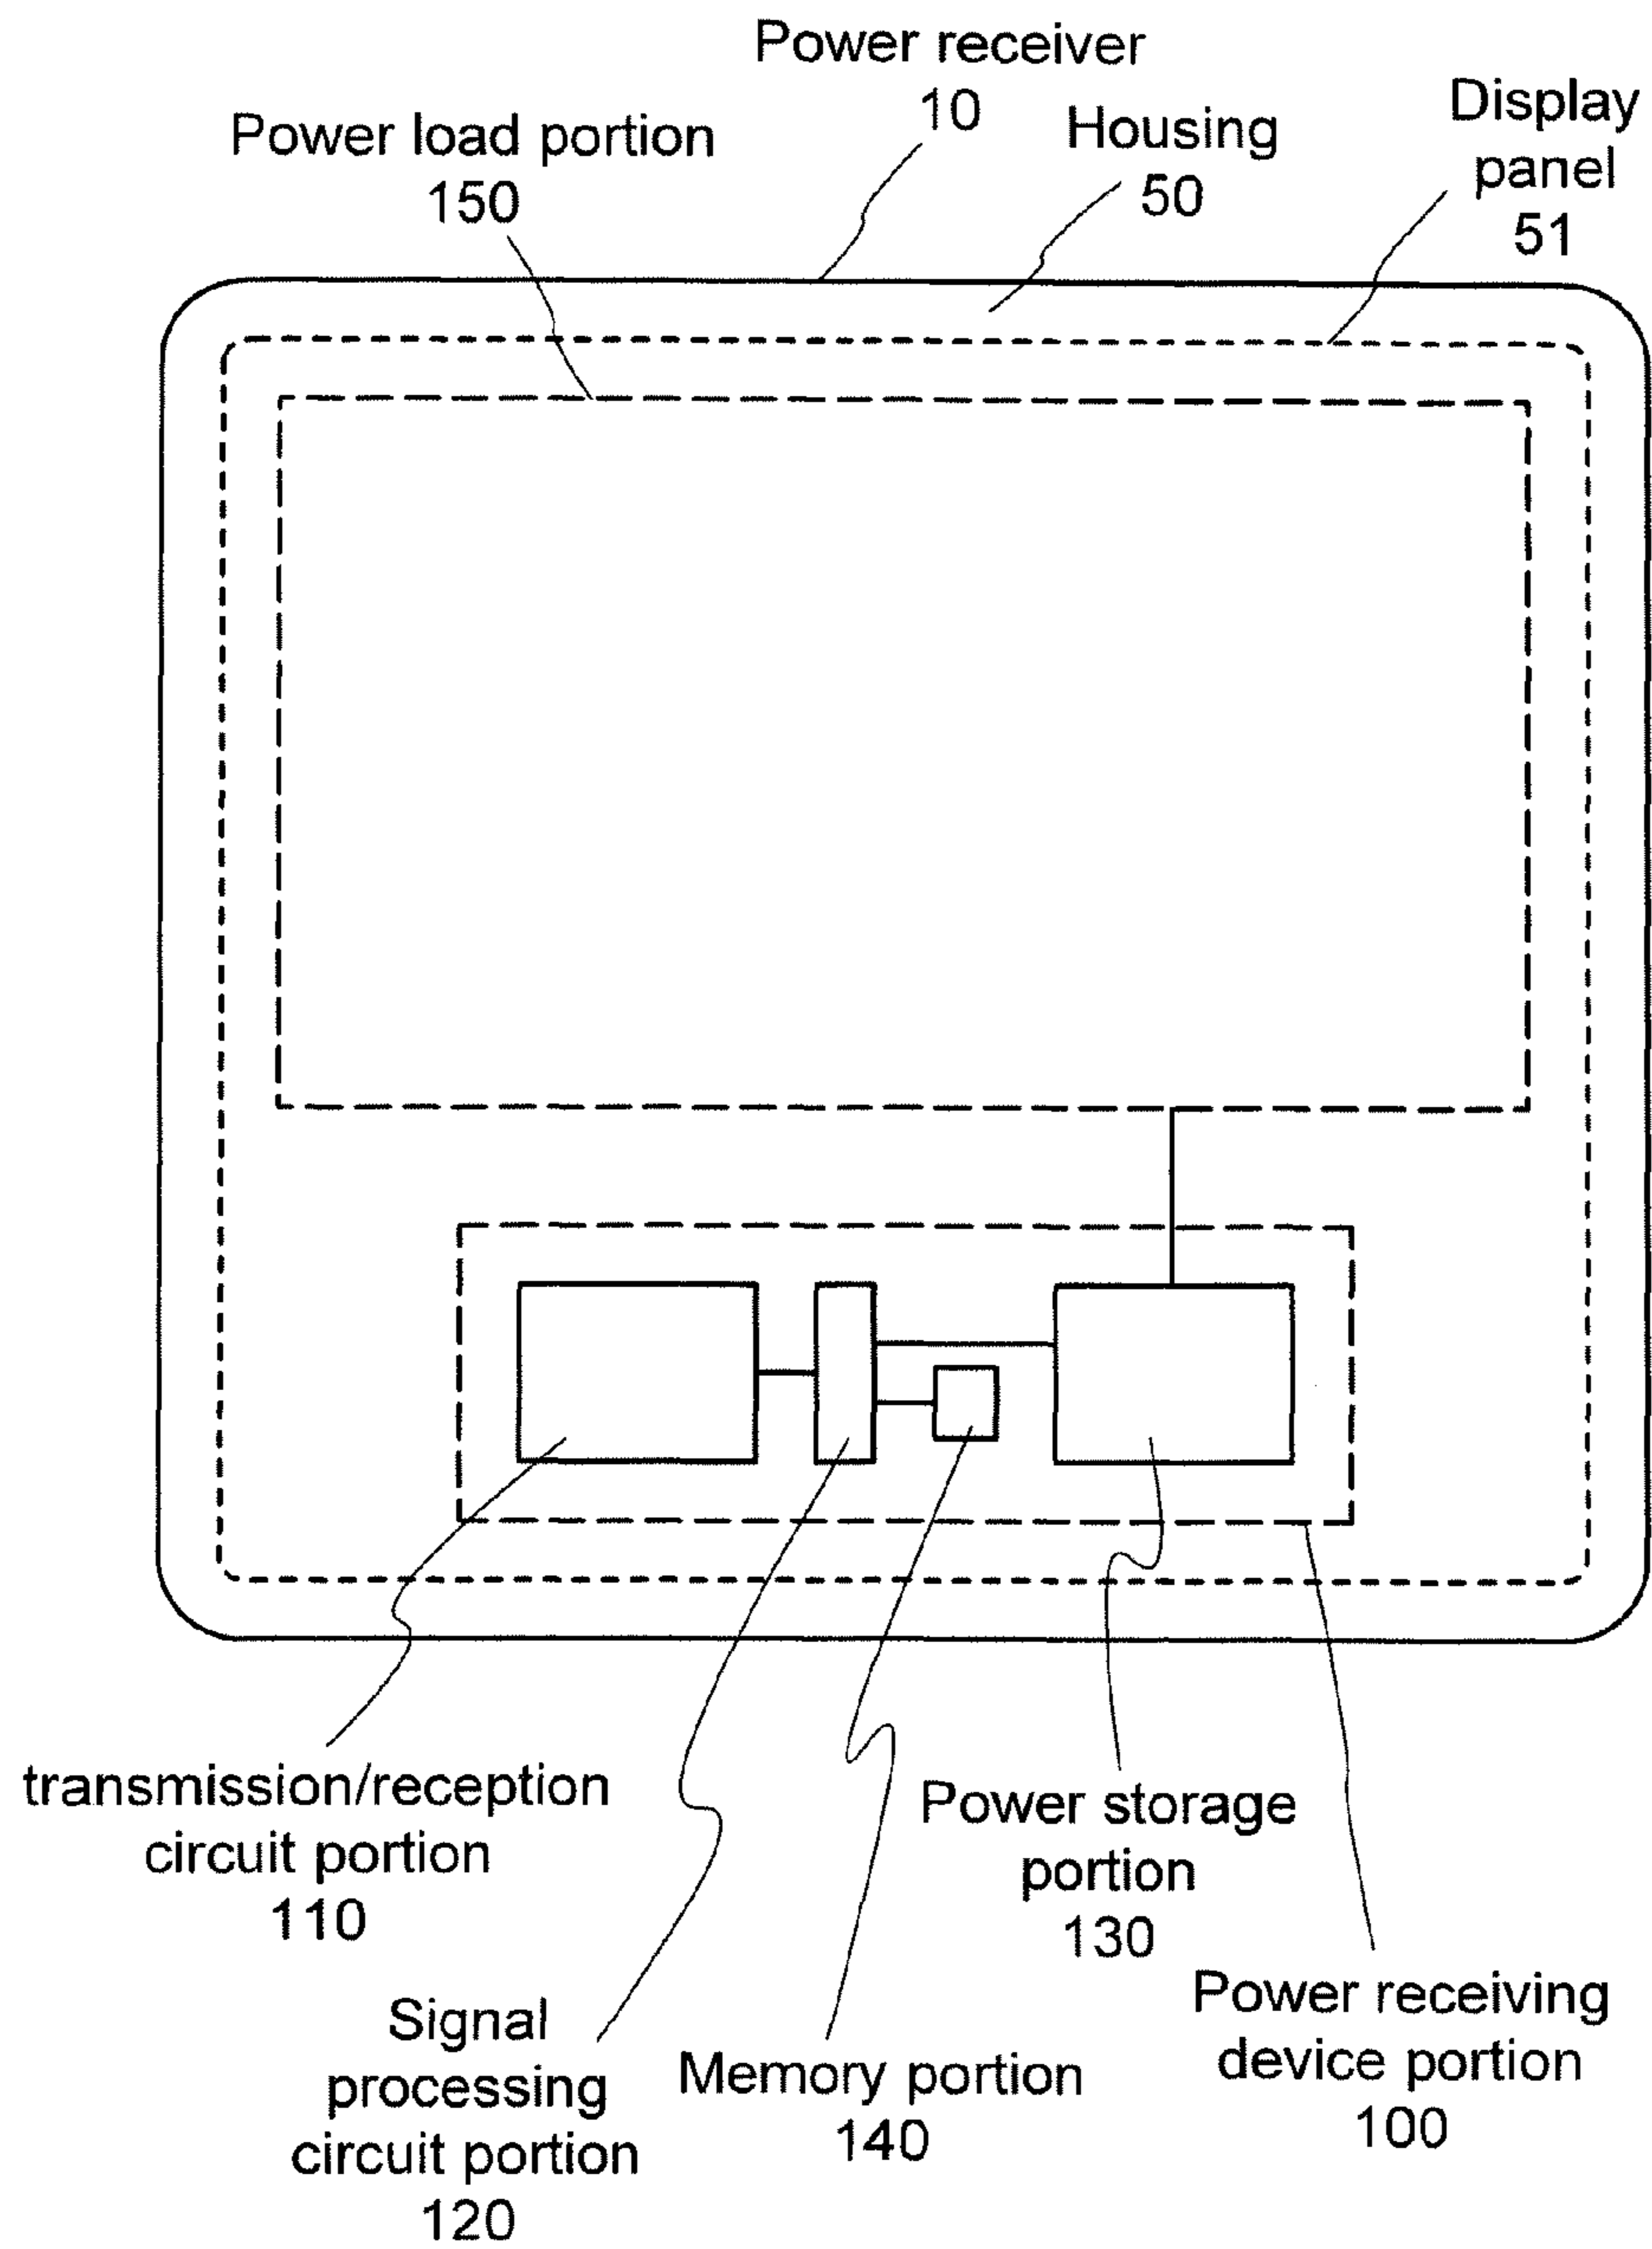 Power receiver
10
Housing
50
Display
panel
51
Power load portion
150
transmission/reception
circuit portion
110
Signal
processing
circuit portion
120
Memory portion
140
Power storage
portion
130
Power receiving
device portion
100